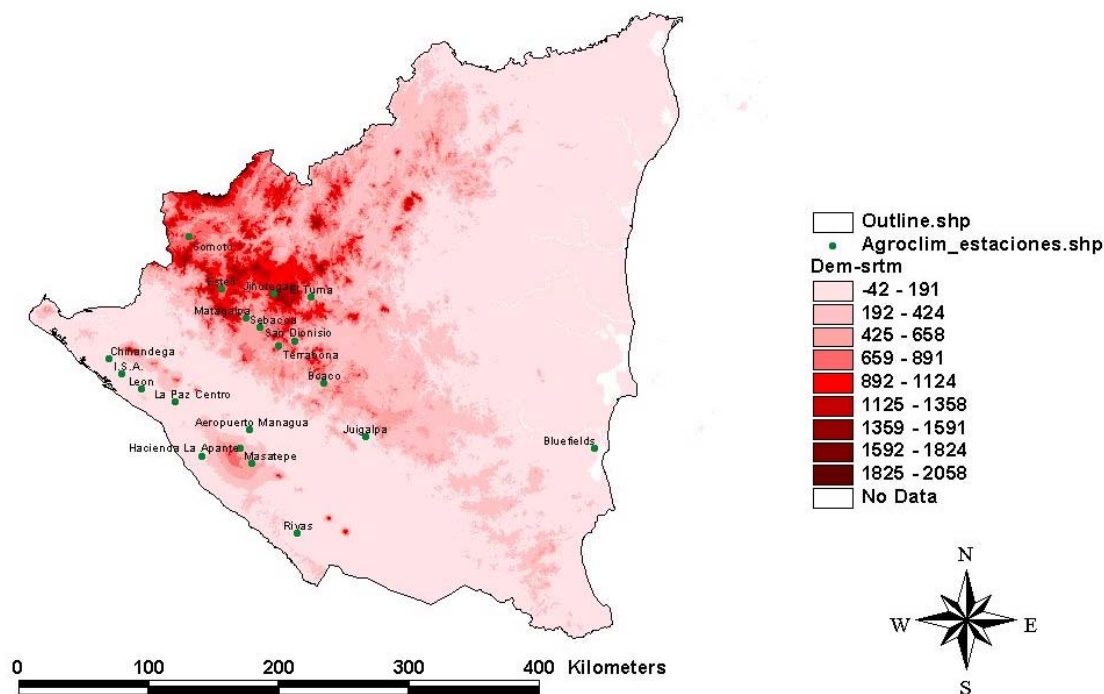 Somoto
Esteli
Jinotega
Tuma
Matagalpa
Sebacoa
San Dionisio
Terrabona
Chinandega
I.S.A.
Leon
La Paz Centro
Boaco
Aeropuerto Managua
Juigalpa
Hacienda La Apante
Masatepe
Bluefields
Rivas
Outline.shp
Agroclim_estaciones.shp
Dem-srtm
-42 - 191
192 - 424
425 - 658
659 - 891
892 - 1124
1125 - 1358
1359 - 1591
1592 - 1824
1825 - 2058
No Data
N
W
E
S
0 100 200 300 400 Kilometers